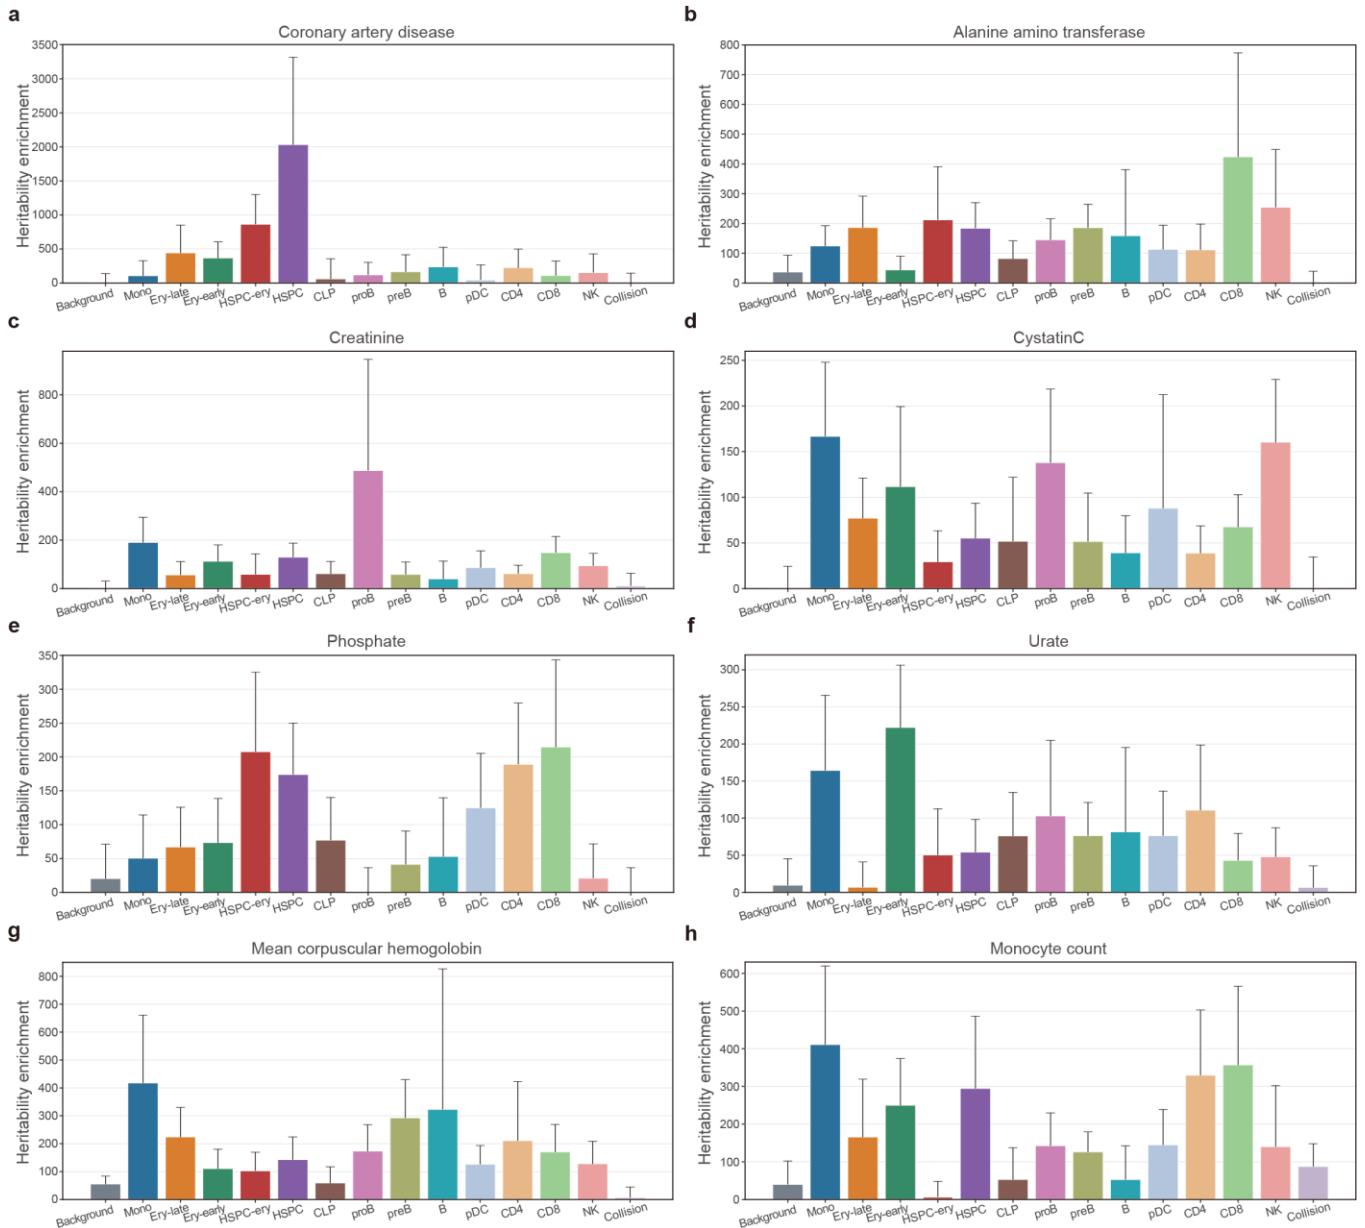 a
Coronary artery disease
Heritability enrichment
3500
3000
2500
2000
1500
1000
500
0
Background Mono Ery-late Ery-early HSPC-ery HSPC CLP proB preB B pDC CD4 CD8 NK Collision
b
Alanine amino transferase
Heritability enrichment
800
700
600
500
400
300
200
100
0
Background Mono Ery-late Ery-early HSPC-ery HSPC CLP proB preB B pDC CD4 CD8 NK Collision
c
Creatinine
Heritability enrichment
800
600
400
200
0
Background Mono Ery-late Ery-early HSPC-ery HSPC CLP proB preB B pDC CD4 CD8 NK Collision
d
CystatinC
Heritability enrichment
250
200
150
100
50
0
Background Mono Ery-late Ery-early HSPC-ery HSPC CLP proB preB B pDC CD4 CD8 NK Collision
e
Phosphate
Heritability enrichment
350
300
250
200
150
100
50
0
Background Mono Ery-late Ery-early HSPC-ery HSPC CLP proB preB B pDC CD4 CD8 NK Collision
f
Urate
Heritability enrichment
300
250
200
150
100
50
0
Background Mono Ery-late Ery-early HSPC-ery HSPC CLP proB preB B pDC CD4 CD8 NK Collision
g
Mean corpuscular hemogolobin
Heritability enrichment
800
700
600
500
400
300
200
100
0
Background Mono Ery-late Ery-early HSPC-ery HSPC CLP proB preB B pDC CD4 CD8 NK Collision
h
Monocyte count
Heritability enrichment
600
500
400
300
200
100
0
Background Mono Ery-late Ery-early HSPC-ery HSPC CLP proB preB B pDC CD4 CD8 NK Collision